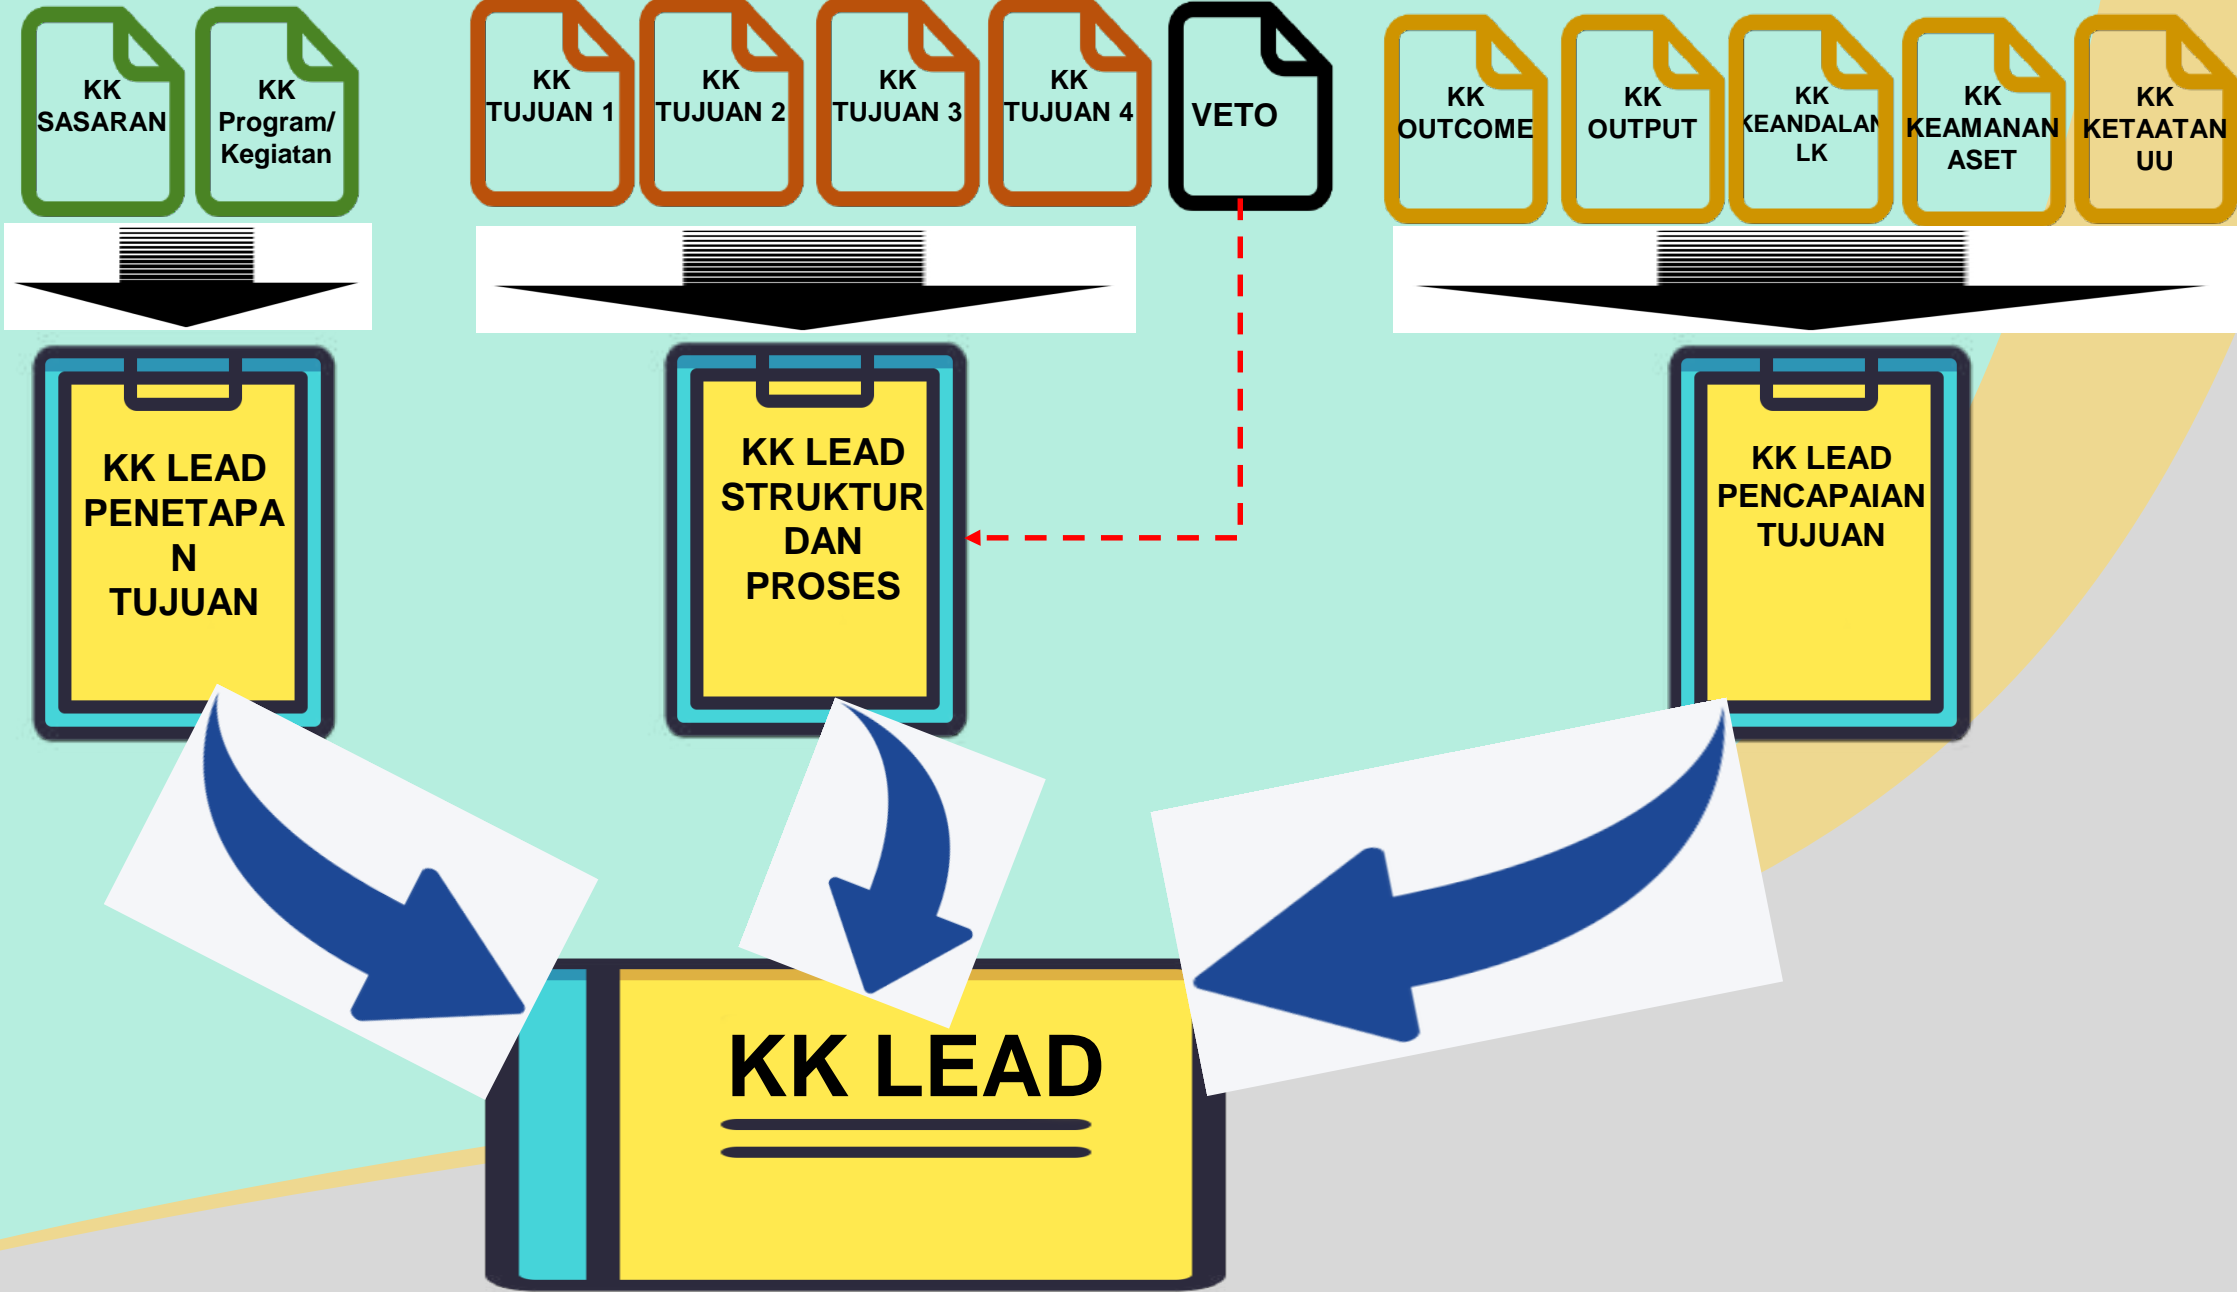 KK
SASARAN
KK
Program/
Kegiatan
KK
TUJUAN 1
KK
TUJUAN 2
KK
TUJUAN 3
KK
TUJUAN 4
VETO
KK
OUTCOME
KK
OUTPUT
KK
KEANDALAN
LK
KK
KEAMANAN
ASET
KK
KETAATAN
UU
KK LEAD
PENETAPA
N
TUJUAN
KK LEAD
STRUKTUR
DAN
PROSES
KK LEAD
PENCAPAIAN
TUJUAN
KK LEAD